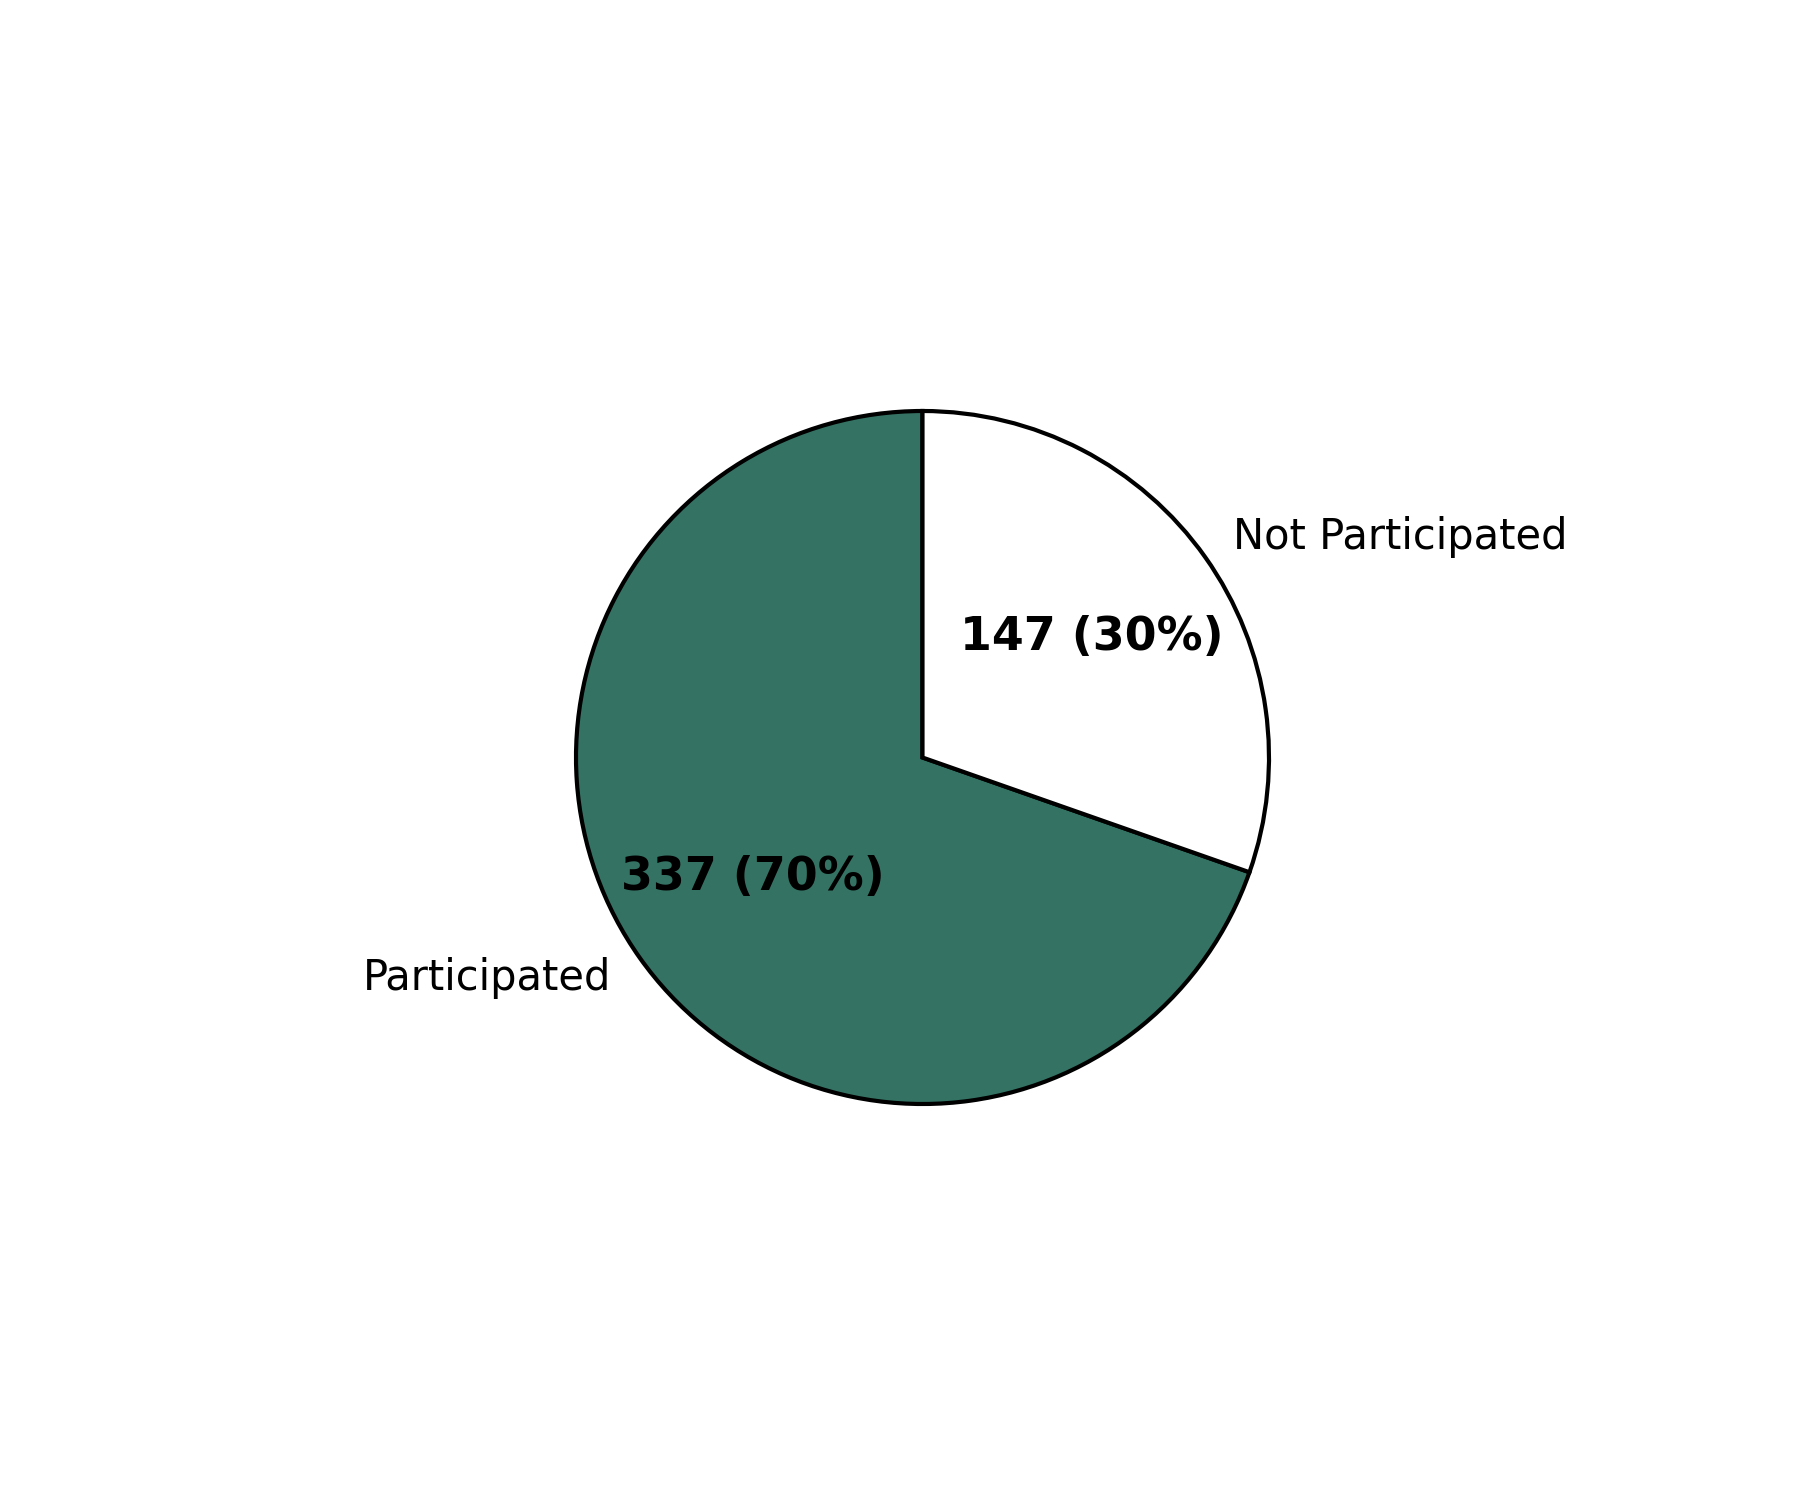 Not Participated
147 (30%)
337 (70%)
Participated